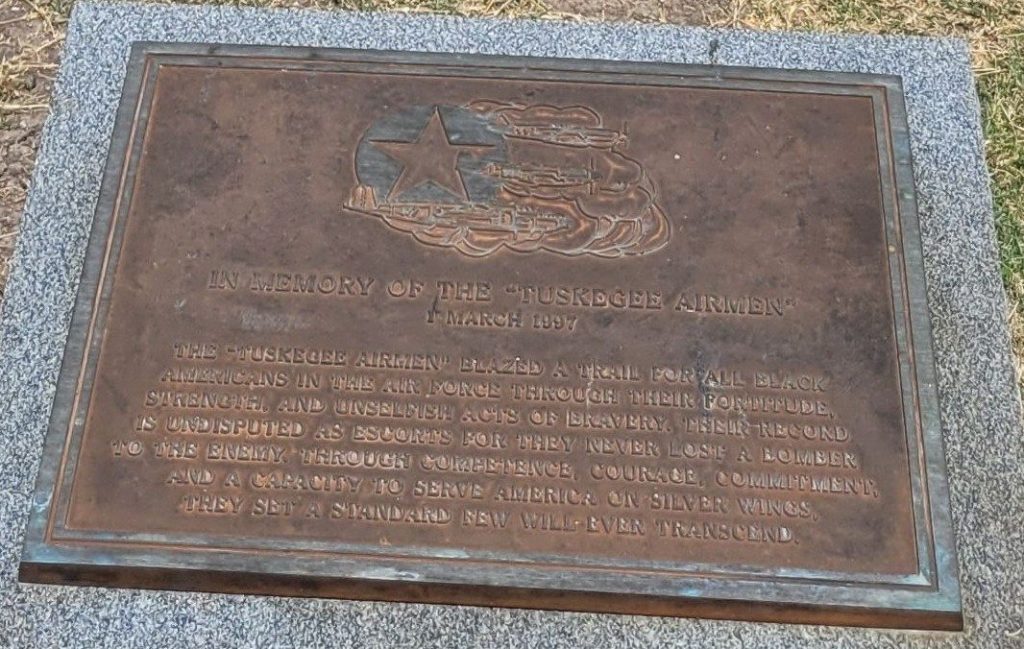 IN MEMORY OF THE "TUSKEGEE AIRMEN"
1 MARCH 1997
THE "TUSKEGEE AIRMEN" BLAZED A TRAIL FOR ALL BLACK
AMERICANS IN THE AIR FORCE THROUGH THEIR FORTITUDE,
STRENGTH, AND UNSELFISH ACTS OF BRAVERY. THEIR RECORD
IS UNDISPUTED AS ESCORTS FOR THEY NEVER LOST A BOMBER
TO THE ENEMY. THROUGH COMPETENCE, COURAGE, COMMITMENT,
AND A CAPACITY TO SERVE AMERICA ON SILVER WINGS,
THEY SET A STANDARD FEW WILL EVER TRANSCEND.